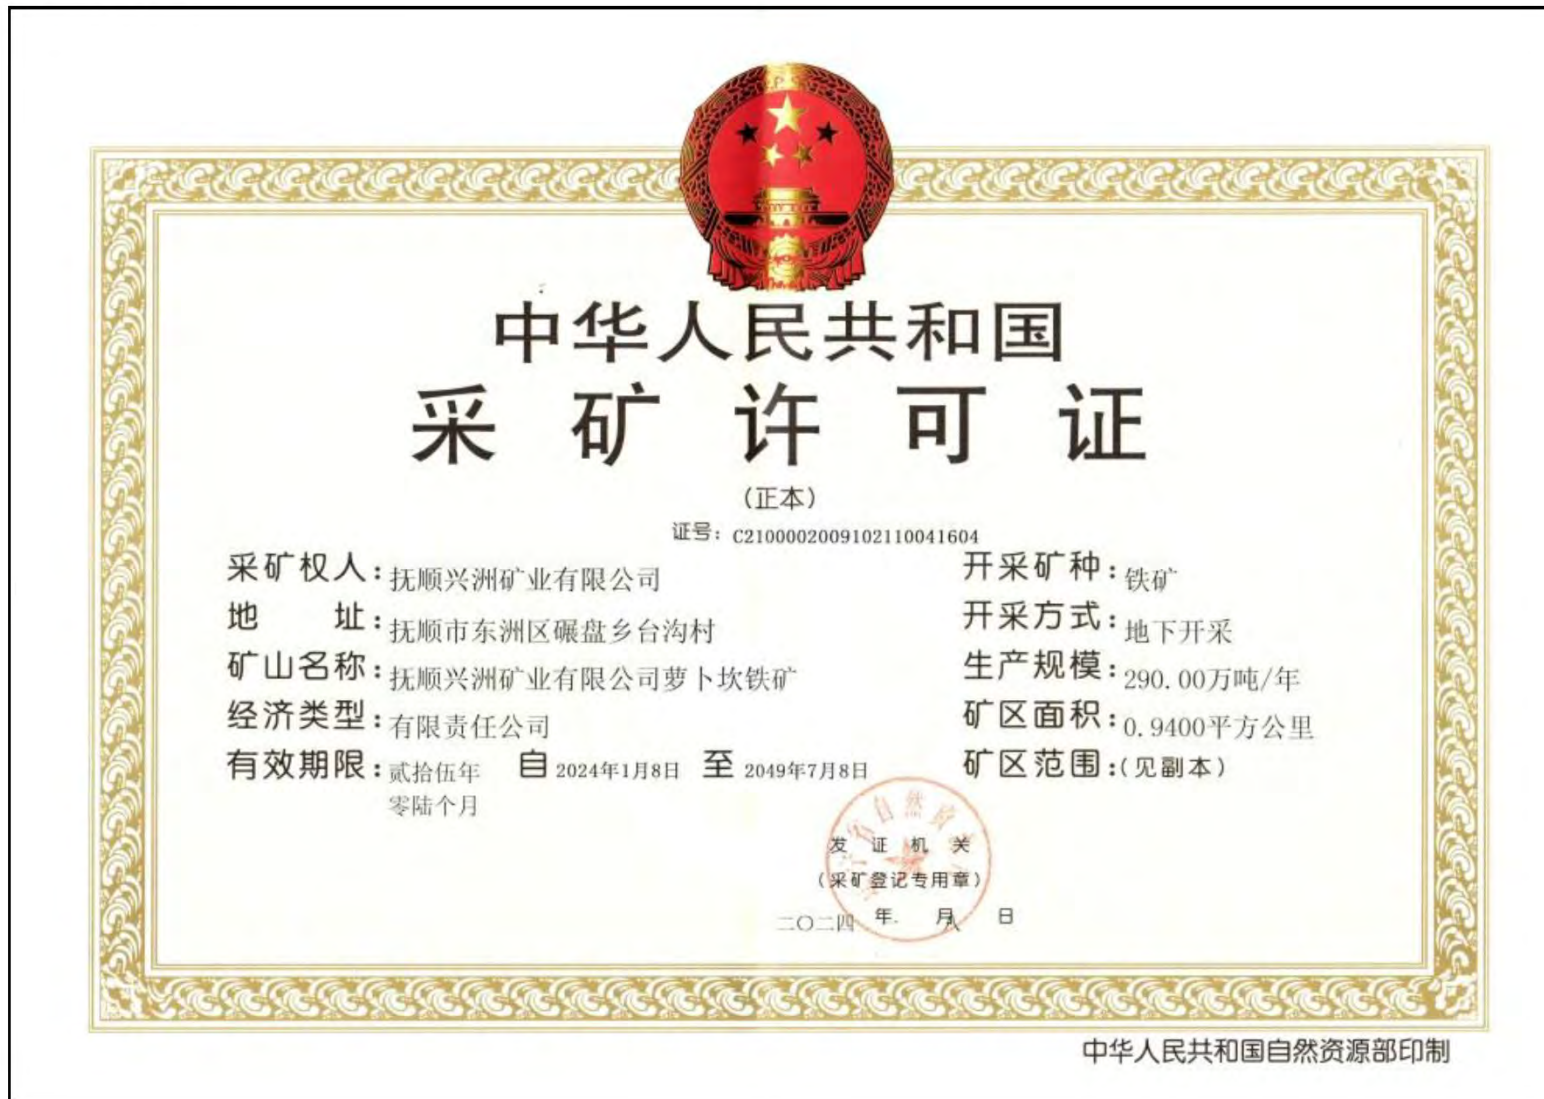 中华人民共和国
采矿许可证
(正本)
证号: C2100002009102110041604
采矿权人: 抚顺兴洲矿业有限公司
开采矿种: 铁矿
地 址: 抚顺市东洲区碾盘乡台沟村
开采方式: 地下开采
矿山名称: 抚顺兴洲矿业有限公司萝卜坎铁矿
生产规模: 290.00万吨/年
经济类型: 有限责任公司
矿区面积: 0.9400平方公里
有效期限: 贰拾伍年 自 2024年1月8日 至 2049年7月8日
零陆个月
矿区范围:(见副本)
省自然资
发证机关
(采矿登记专用章)
二〇二四 年 月 八 日
中华人民共和国自然资源部印制